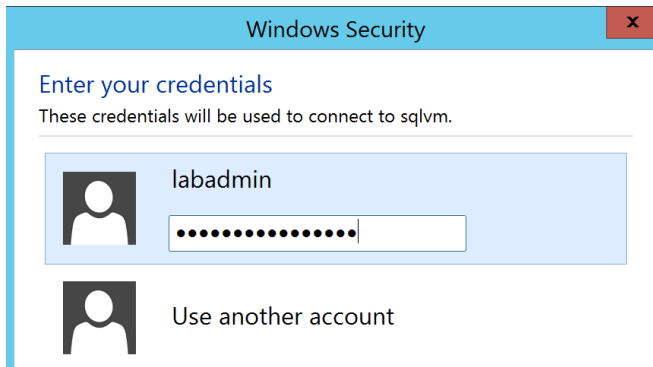 Windows Security
x
Enter your credentials
These credentials will be used to connect to sqlvm.
labadmin
••••••••••••••••
Use another account